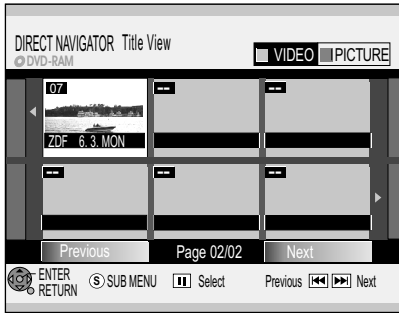 DIRECT NAVIGATOR Title View
DVD-RAM
VIDEO PICTURE
07 -- --
ZDF 6. 3. MON
-- -- --
Previous Page 02/02 Next
ENTER
RETURN
S SUB MENU Select Previous Next